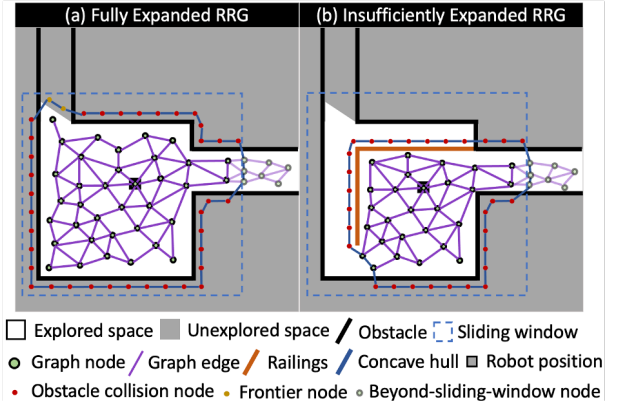 (a) Fully Expanded RRG
(b) Insufficiently Expanded RRG
Explored space Unexplored space Obstacle Sliding window
Graph node Graph edge Railings Concave hull Robot position
Obstacle collision node Frontier node Beyond-sliding-window node